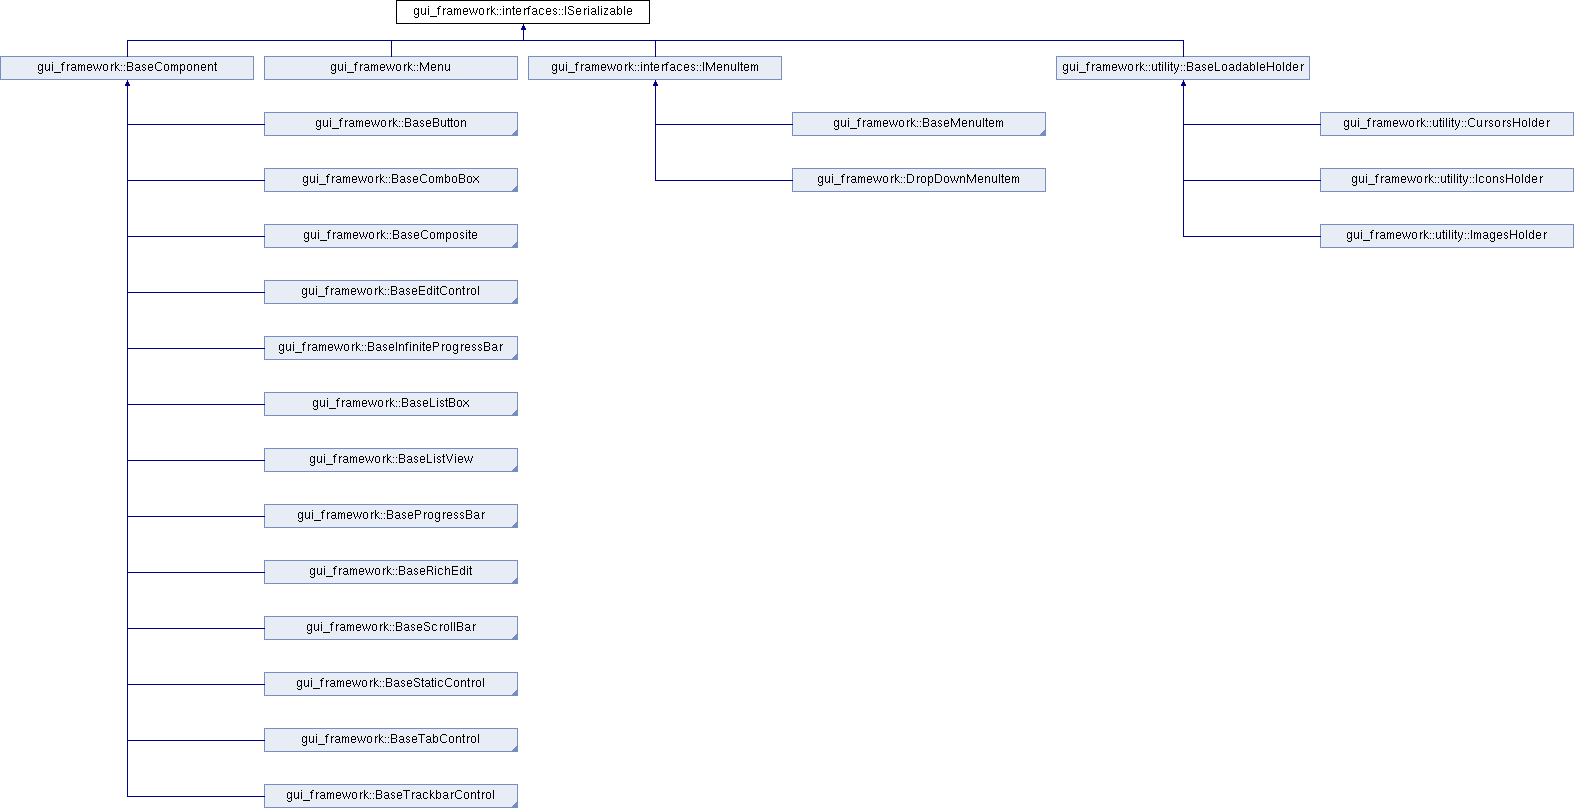 gui_framework::interfaces::ISerializable
gui_framework::BaseComponent
gui_framework::Menu
gui_framework::interfaces::IMenuItem
gui_framework::utility::BaseLoadableHolder
gui_framework::BaseButton
gui_framework::BaseMenuItem
gui_framework::utility::CursorsHolder
gui_framework::BaseComboBox
gui_framework::DropDownMenuItem
gui_framework::utility::IconsHolder
gui_framework::BaseComposite
gui_framework::utility::ImagesHolder
gui_framework::BaseEditControl
gui_framework::BaseInfiniteProgressBar
gui_framework::BaseListBox
gui_framework::BaseListView
gui_framework::BaseProgressBar
gui_framework::BaseRichEdit
gui_framework::BaseScrollBar
gui_framework::BaseStaticControl
gui_framework::BaseTabControl
gui_framework::BaseTrackbarControl